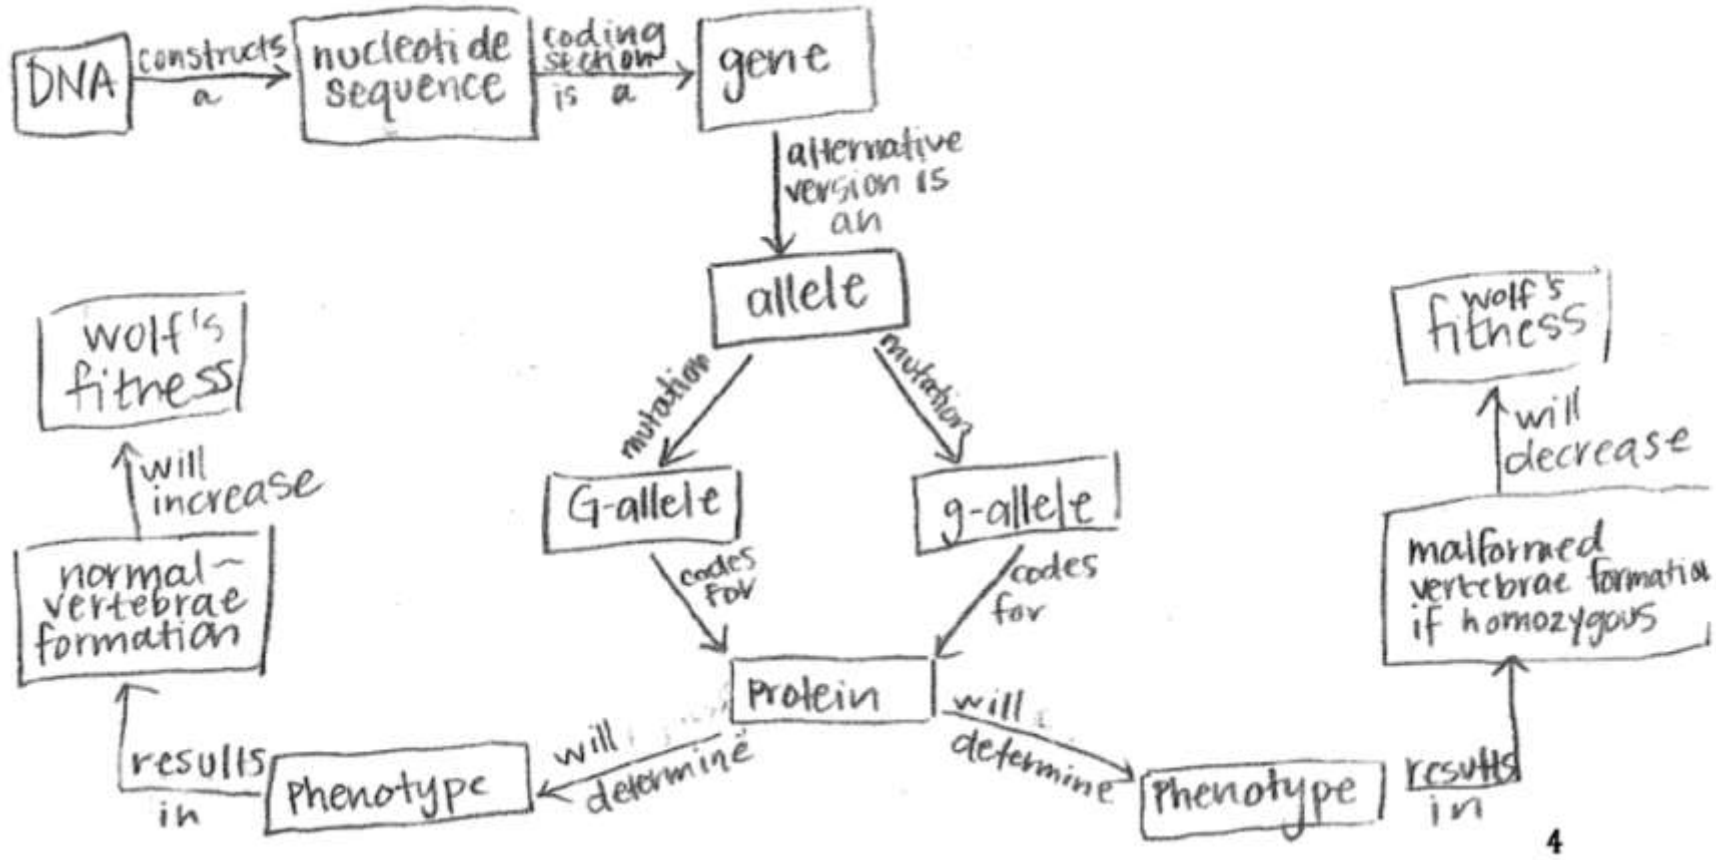 DNA
constructs
a
nucleotide
sequence
coding
section
is a
gene
alternative
version is
an
allele
mutation
mutation
G-allele
g-allele
codes
for
codes
for
Protein
will
determine
will
determine
Phenotype
Phenotype
results
in
results
in
normal-
vertebrae
formation
malformed
vertebrae formation
if homozygous
will
increase
will
decrease
wolf's
fitness
wolf's
fitness
4